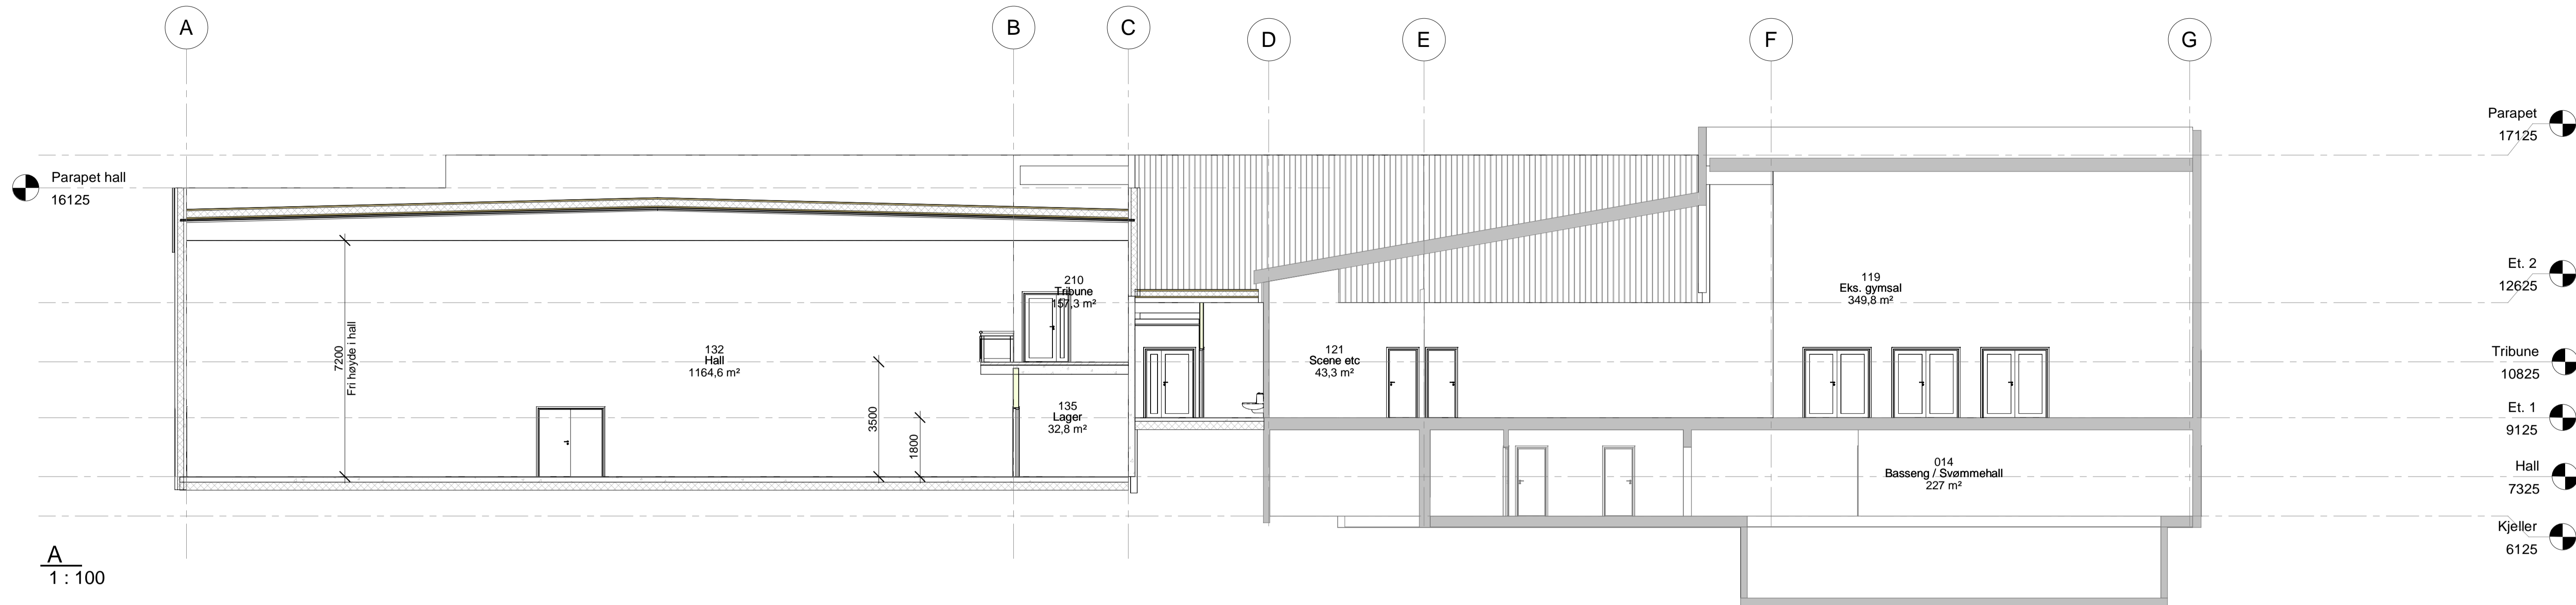 A
B
C
D
E
F
G
Parapet
17125
Parapet hall
16125
Et. 2
12625
210
Tribune
157,3 m²
119
Eks. gymsal
349,8 m²
7200
Fri høyde i hall
132
Hall
1164,6 m²
121
Scene etc
43,3 m²
Tribune
10825
3500
1800
135
Lager
32,8 m²
Et. 1
9125
014
Basseng / Svømmehall
227 m²
Hall
7325
Kjeller
6125
A
1 : 100